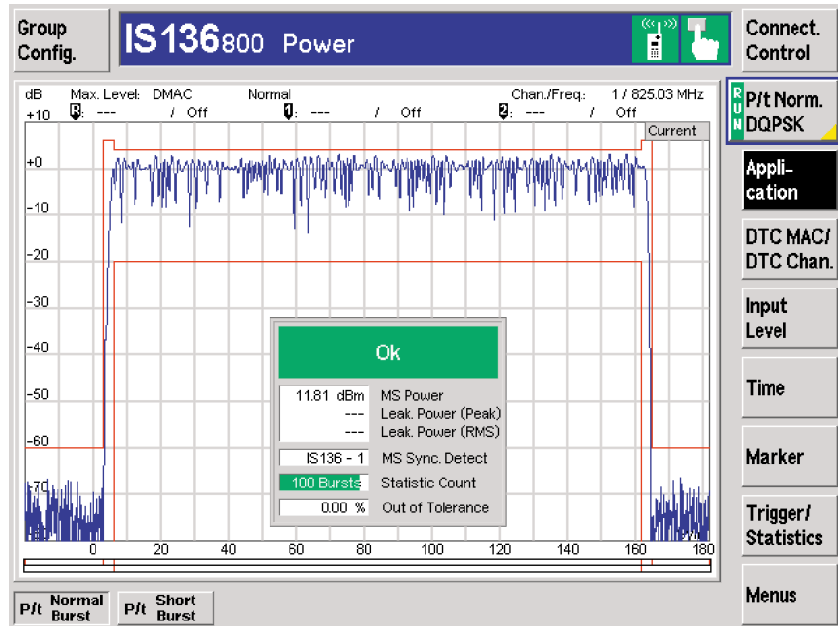 Group
Config.
IS136800 Power
Connect.
Control
dB Max. Level: DMAC Normal Chan./Freq.: 1 / 825.03 MHz
+10 R: --- / Off 1: --- / Off 2: --- / Off
Current
+0
-10
-20
-30
-40
-50
-60
-70
0 20 40 60 80 100 120 140 160 180
Ok
11.81 dBm MS Power
--- Leak. Power (Peak)
--- Leak. Power (RMS)
IS136 - 1 MS Sync. Detect
100 Bursts Statistic Count
0.00 % Out of Tolerance
RUN
P/t Norm.
DQPSK
Appli-
cation
DTC MAC/
DTC Chan.
Input
Level
Time
Marker
Trigger/
Statistics
Menus
P/t Normal
Burst
P/t Short
Burst